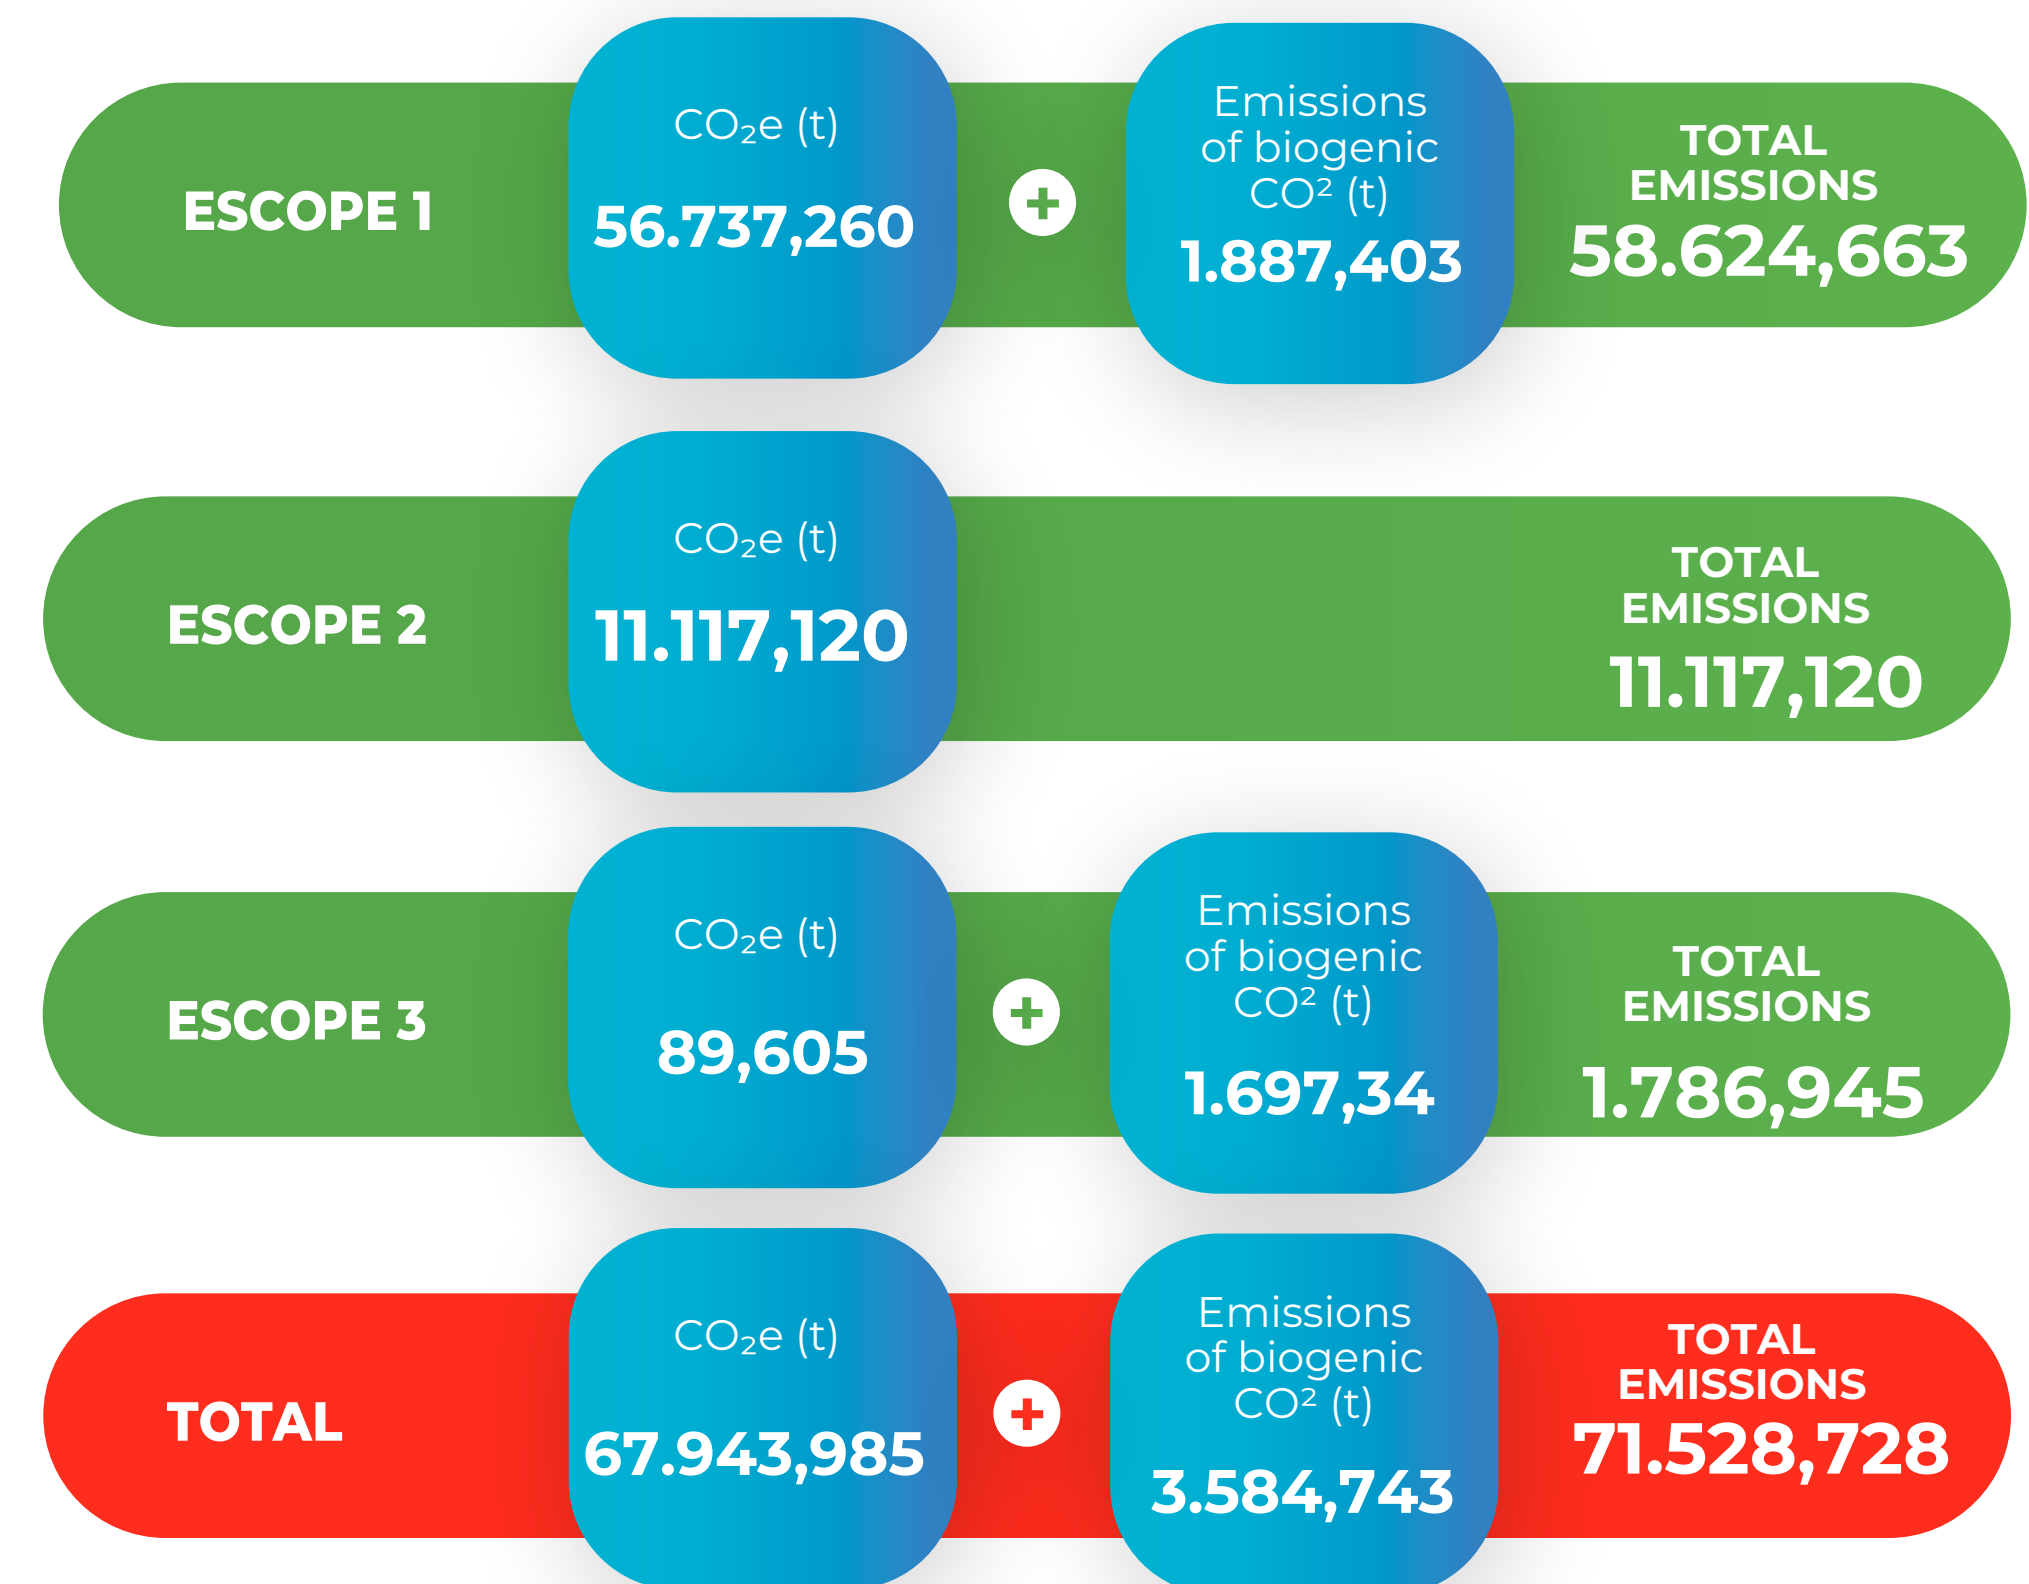 ESCOPE 1
CO₂e (t)
56.737,260
+
Emissions
of biogenic
CO² (t)
1.887,403
TOTAL
EMISSIONS
58.624,663
ESCOPE 2
CO₂e (t)
11.117,120
TOTAL
EMISSIONS
11.117,120
ESCOPE 3
CO₂e (t)
89,605
+
Emissions
of biogenic
CO² (t)
1.697,34
TOTAL
EMISSIONS
1.786,945
TOTAL
CO₂e (t)
67.943,985
+
Emissions
of biogenic
CO² (t)
3.584,743
TOTAL
EMISSIONS
71.528,728